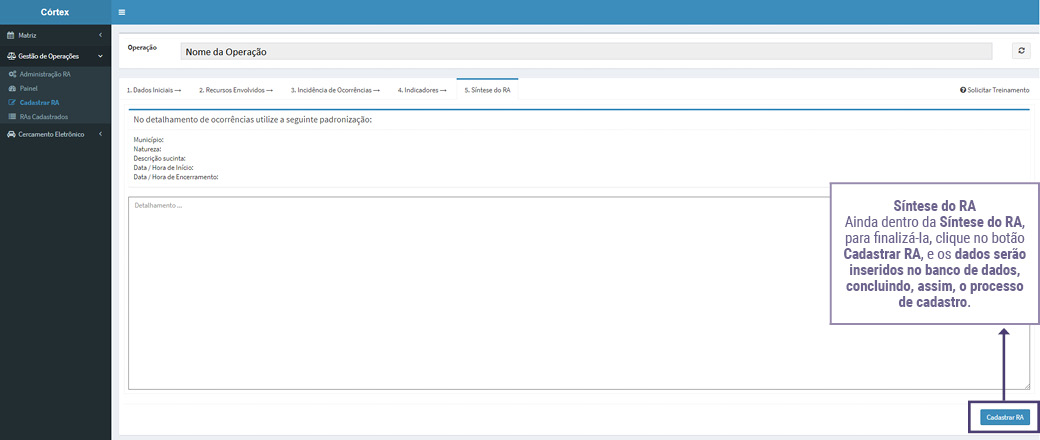 Córtex
Matriz
Gestão de Operações
Administração RA
Painel
Cadastrar RA
RAs Cadastrados
Cercamento Eletrônico
Operação
Nome da Operação
1. Dados Iniciais → 2. Recursos Envolvidos → 3. Incidência de Ocorrências → 4. Indicadores → 5. Síntese do RA Solicitar Treinamento
No detalhamento de ocorrências utilize a seguinte padronização:
Município:
Natureza:
Descrição sucinta:
Data / Hora de Início:
Data / Hora de Encerramento:
Detalhamento ...
Síntese do RA
Ainda dentro da Síntese do RA,
para finalizá-la, clique no botão
Cadastrar RA, e os dados serão
inseridos no banco de dados,
concluindo, assim, o processo
de cadastro.
Cadastrar RA